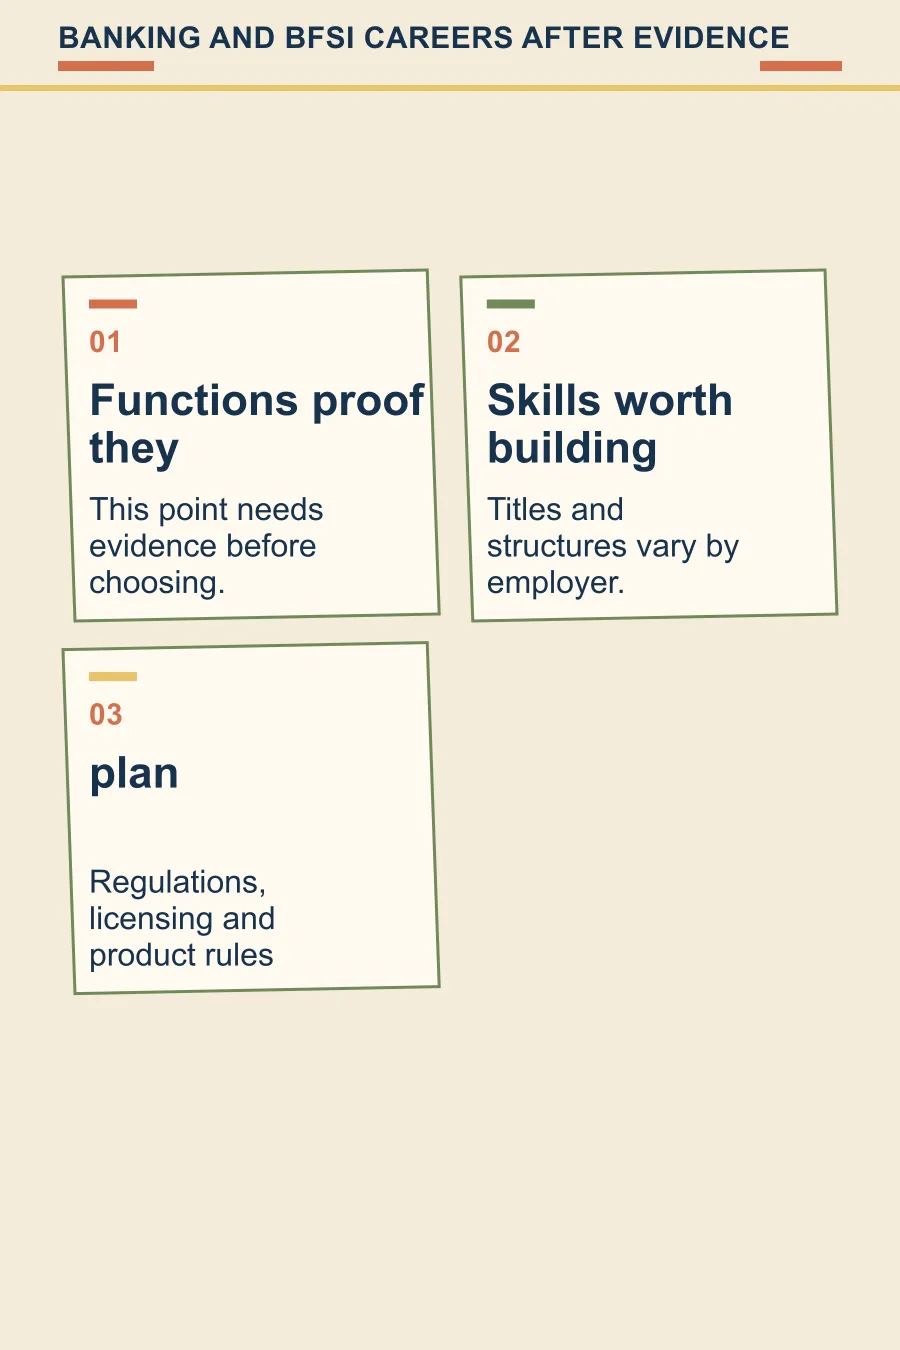 BANKING AND BFSI CAREERS AFTER EVIDENCE
01
Functions proof
they
This point needs
evidence before
choosing.
02
Skills worth
building
Titles and
structures vary by
employer.
03
plan
Regulations,
licensing and
product rules